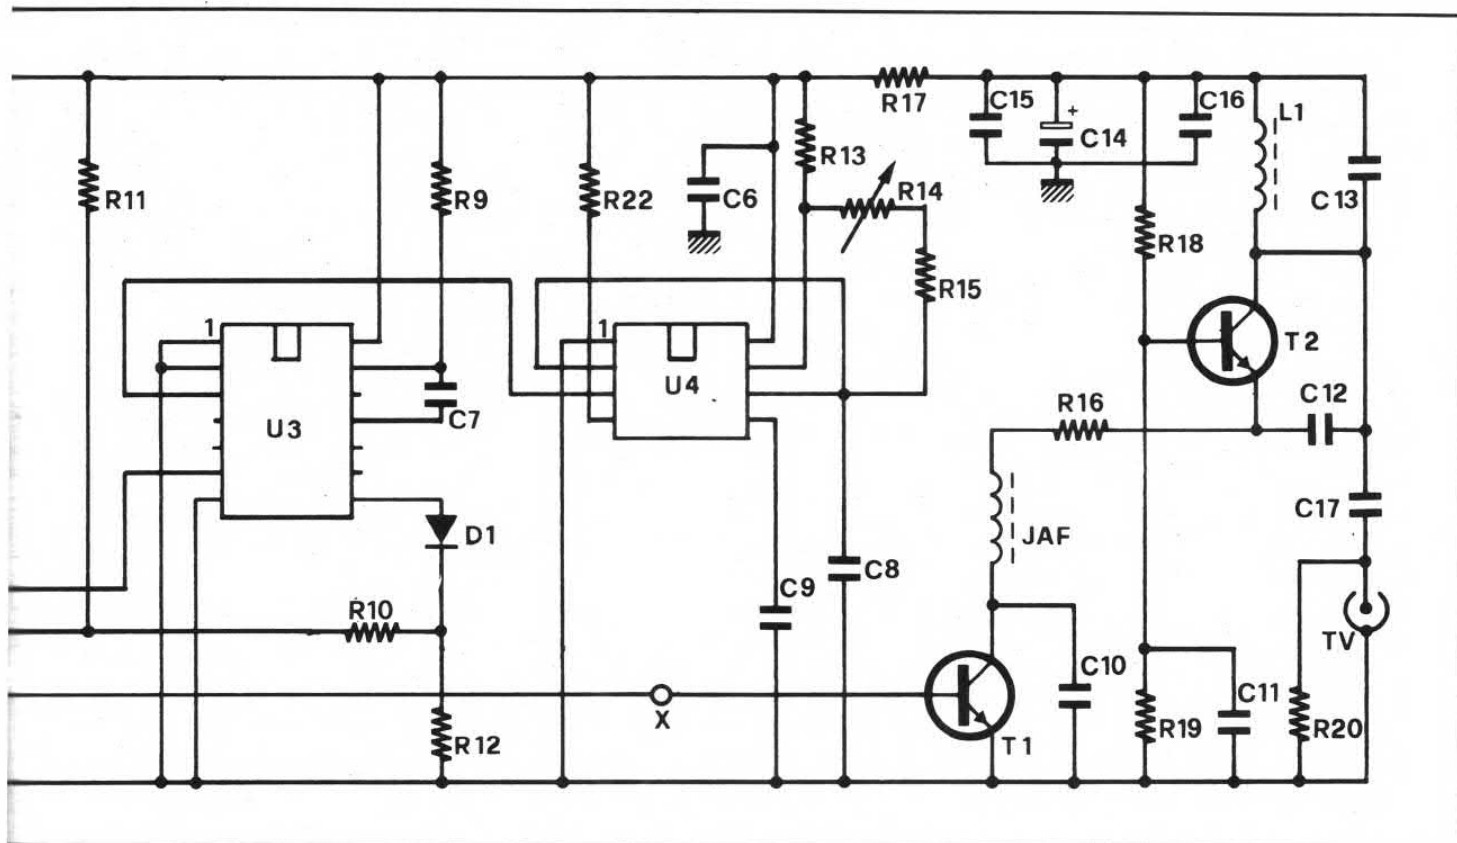 R17
C15
+
C14
C16
L1
R13
R14
C13
R11
R9
R22
C6
R18
R15
1
1
T2
U3
C7
U4
R16
C12
C17
D1
JAF
C9
C8
R10
TV
X
C10
C11
R12
T1
R19
R20